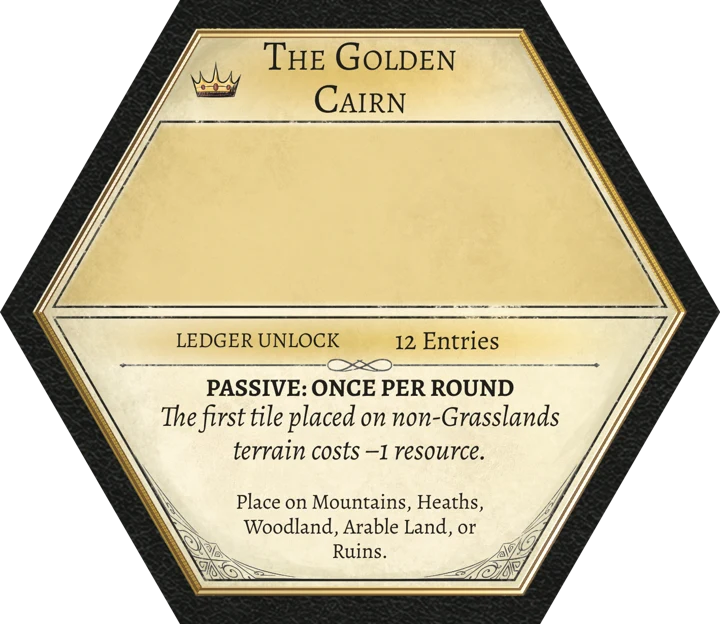 The Golden
Cairn
LEDGER UNLOCK 12 Entries
PASSIVE: ONCE PER ROUND
The first tile placed on non-Grasslands
terrain costs –1 resource.
Place on Mountains, Heaths,
Woodland, Arable Land, or
Ruins.